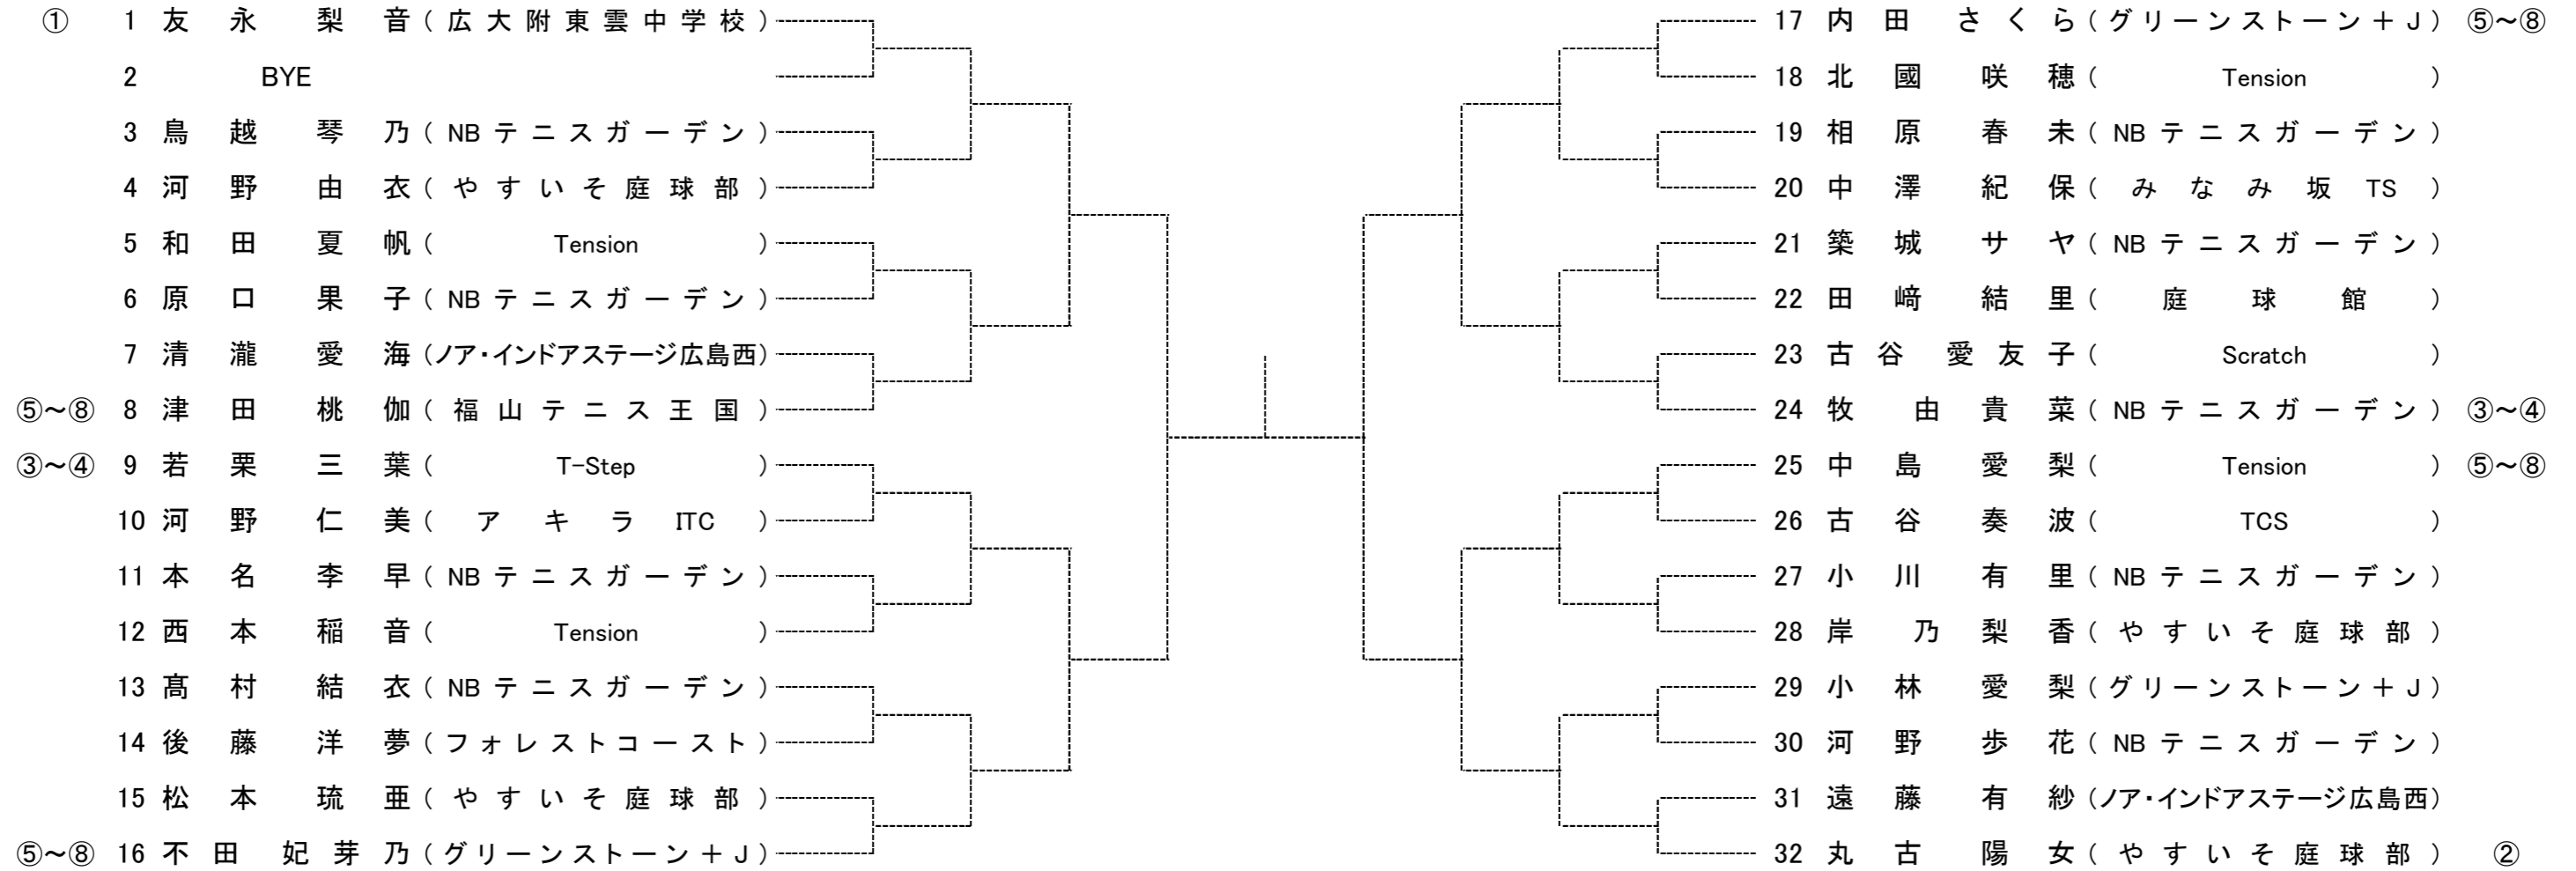 ① 1 友永 梨音(広大附東雲中学校)
2 BYE
3 鳥越 琴乃(NBテニスガーデン)
4 河野 由衣(やすいそ庭球部)
5 和田 夏帆(Tension)
6 原口 果子(NBテニスガーデン)
7 清瀧 愛海(ノア・インドアステージ広島西)
⑤～⑧ 8 津田 桃伽(福山テニス王国)
③～④ 9 若栗 三葉(T-Step)
10 河野 仁美(アキラITC)
11 本名 李早(NBテニスガーデン)
12 西本 稲音(Tension)
13 髙村 結衣(NBテニスガーデン)
14 後藤 洋夢(フォレストコースト)
15 松本 琉亜(やすいそ庭球部)
⑤～⑧ 16 不田 妃芽乃(グリーンストーン＋J)
17 内田 さくら(グリーンストーン＋J) ⑤～⑧
18 北國 咲穂(Tension)
19 相原 春未(NBテニスガーデン)
20 中澤 紀保(みなみ坂TS)
21 築城 サヤ(NBテニスガーデン)
22 田﨑 結里(庭球館)
23 古谷 愛友子(Scratch)
24 牧 由貴菜(NBテニスガーデン) ③～④
25 中島 愛梨(Tension) ⑤～⑧
26 古谷 奏波(TCS)
27 小川 有里(NBテニスガーデン)
28 岸 乃梨香(やすいそ庭球部)
29 小林 愛梨(グリーンストーン＋J)
30 河野 歩花(NBテニスガーデン)
31 遠藤 有紗(ノア・インドアステージ広島西)
32 丸古 陽女(やすいそ庭球部) ②